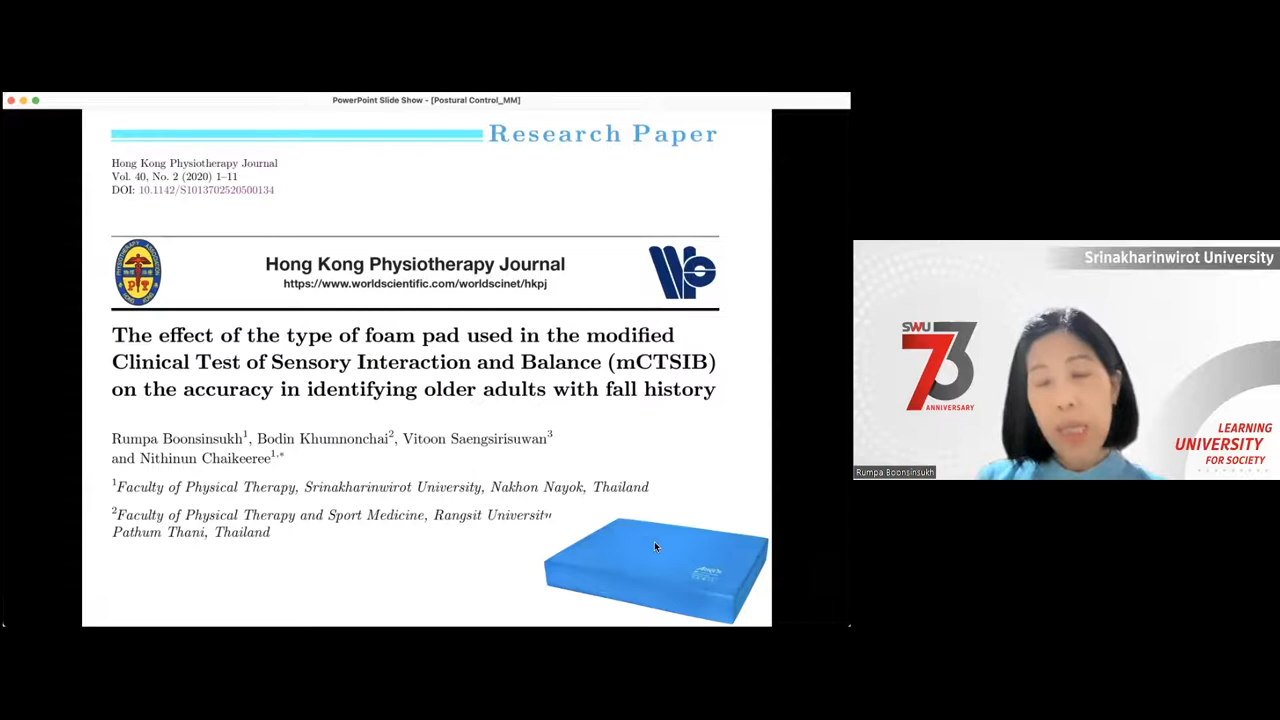 PowerPoint Slide Show - [Postural Control_MM]
Research Paper
Hong Kong Physiotherapy Journal
Vol. 40, No. 2 (2020) 1–11
DOI: 10.1142/S1013702520500134
Hong Kong Physiotherapy Journal
https://www.worldscientific.com/worldscinet/hkpj
The effect of the type of foam pad used in the modified
Clinical Test of Sensory Interaction and Balance (mCTSIB)
on the accuracy in identifying older adults with fall history
Rumpa Boonsinsukh1, Bodin Khumnonchai2, Vitoon Saengsirisuwan3
and Nithinun Chaikeeree1,*
1Faculty of Physical Therapy, Srinakharinwirot University, Nakhon Nayok, Thailand
2Faculty of Physical Therapy and Sport Medicine, Rangsit University
Pathum Thani, Thailand
Srinakharinwirot University
SWU
73
ANNIVERSARY
LEARNING
UNIVERSITY
FOR SOCIETY
Rumpa Boonsinsukh